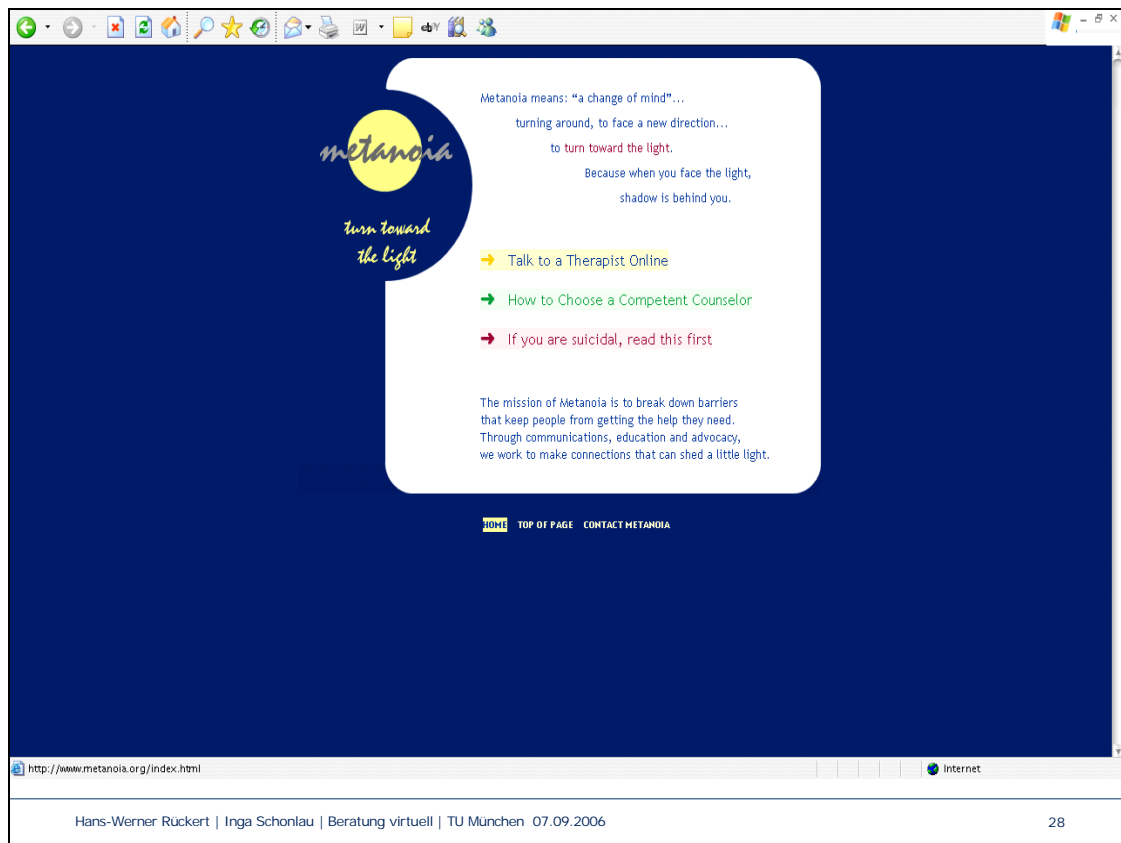 metanoia
turn toward
the light
Metanoia means: “a change of mind”...
turning around, to face a new direction...
to turn toward the light.
Because when you face the light,
shadow is behind you.
Talk to a Therapist Online
How to Choose a Competent Counselor
If you are suicidal, read this first
The mission of Metanoia is to break down barriers
that keep people from getting the help they need.
Through communications, education and advocacy,
we work to make connections that can shed a little light.
HOME TOP OF PAGE CONTACT METANOIA
http://www.metanoia.org/index.html Internet
Hans-Werner Rückert | Inga Schonlau | Beratung virtuell | TU München 07.09.2006 28